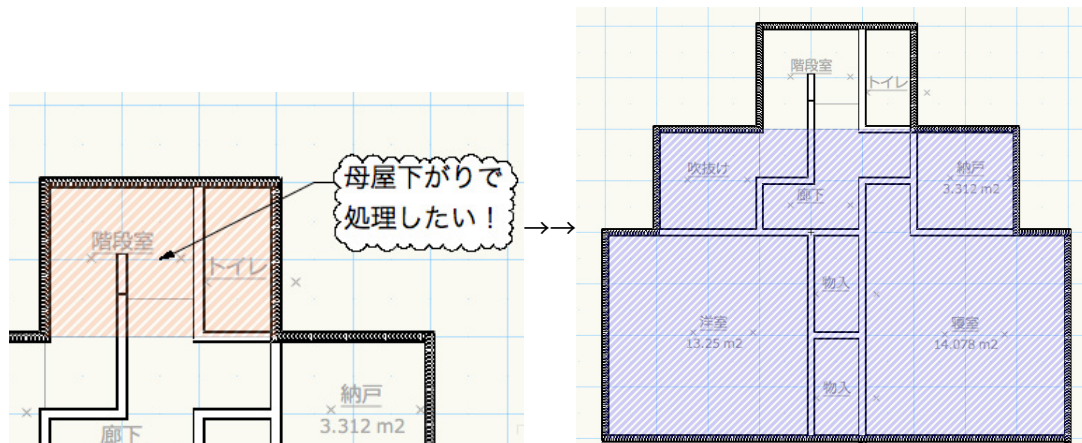 母屋下がりで
処理したい！
階段室
トイレ
納戸
3.312 m2
廊下
→→
階段室
トイレ
吹抜け
納戸
3.312 m2
廊下
物入
洋室
13.25 m2
寝室
14.078 m2
物入